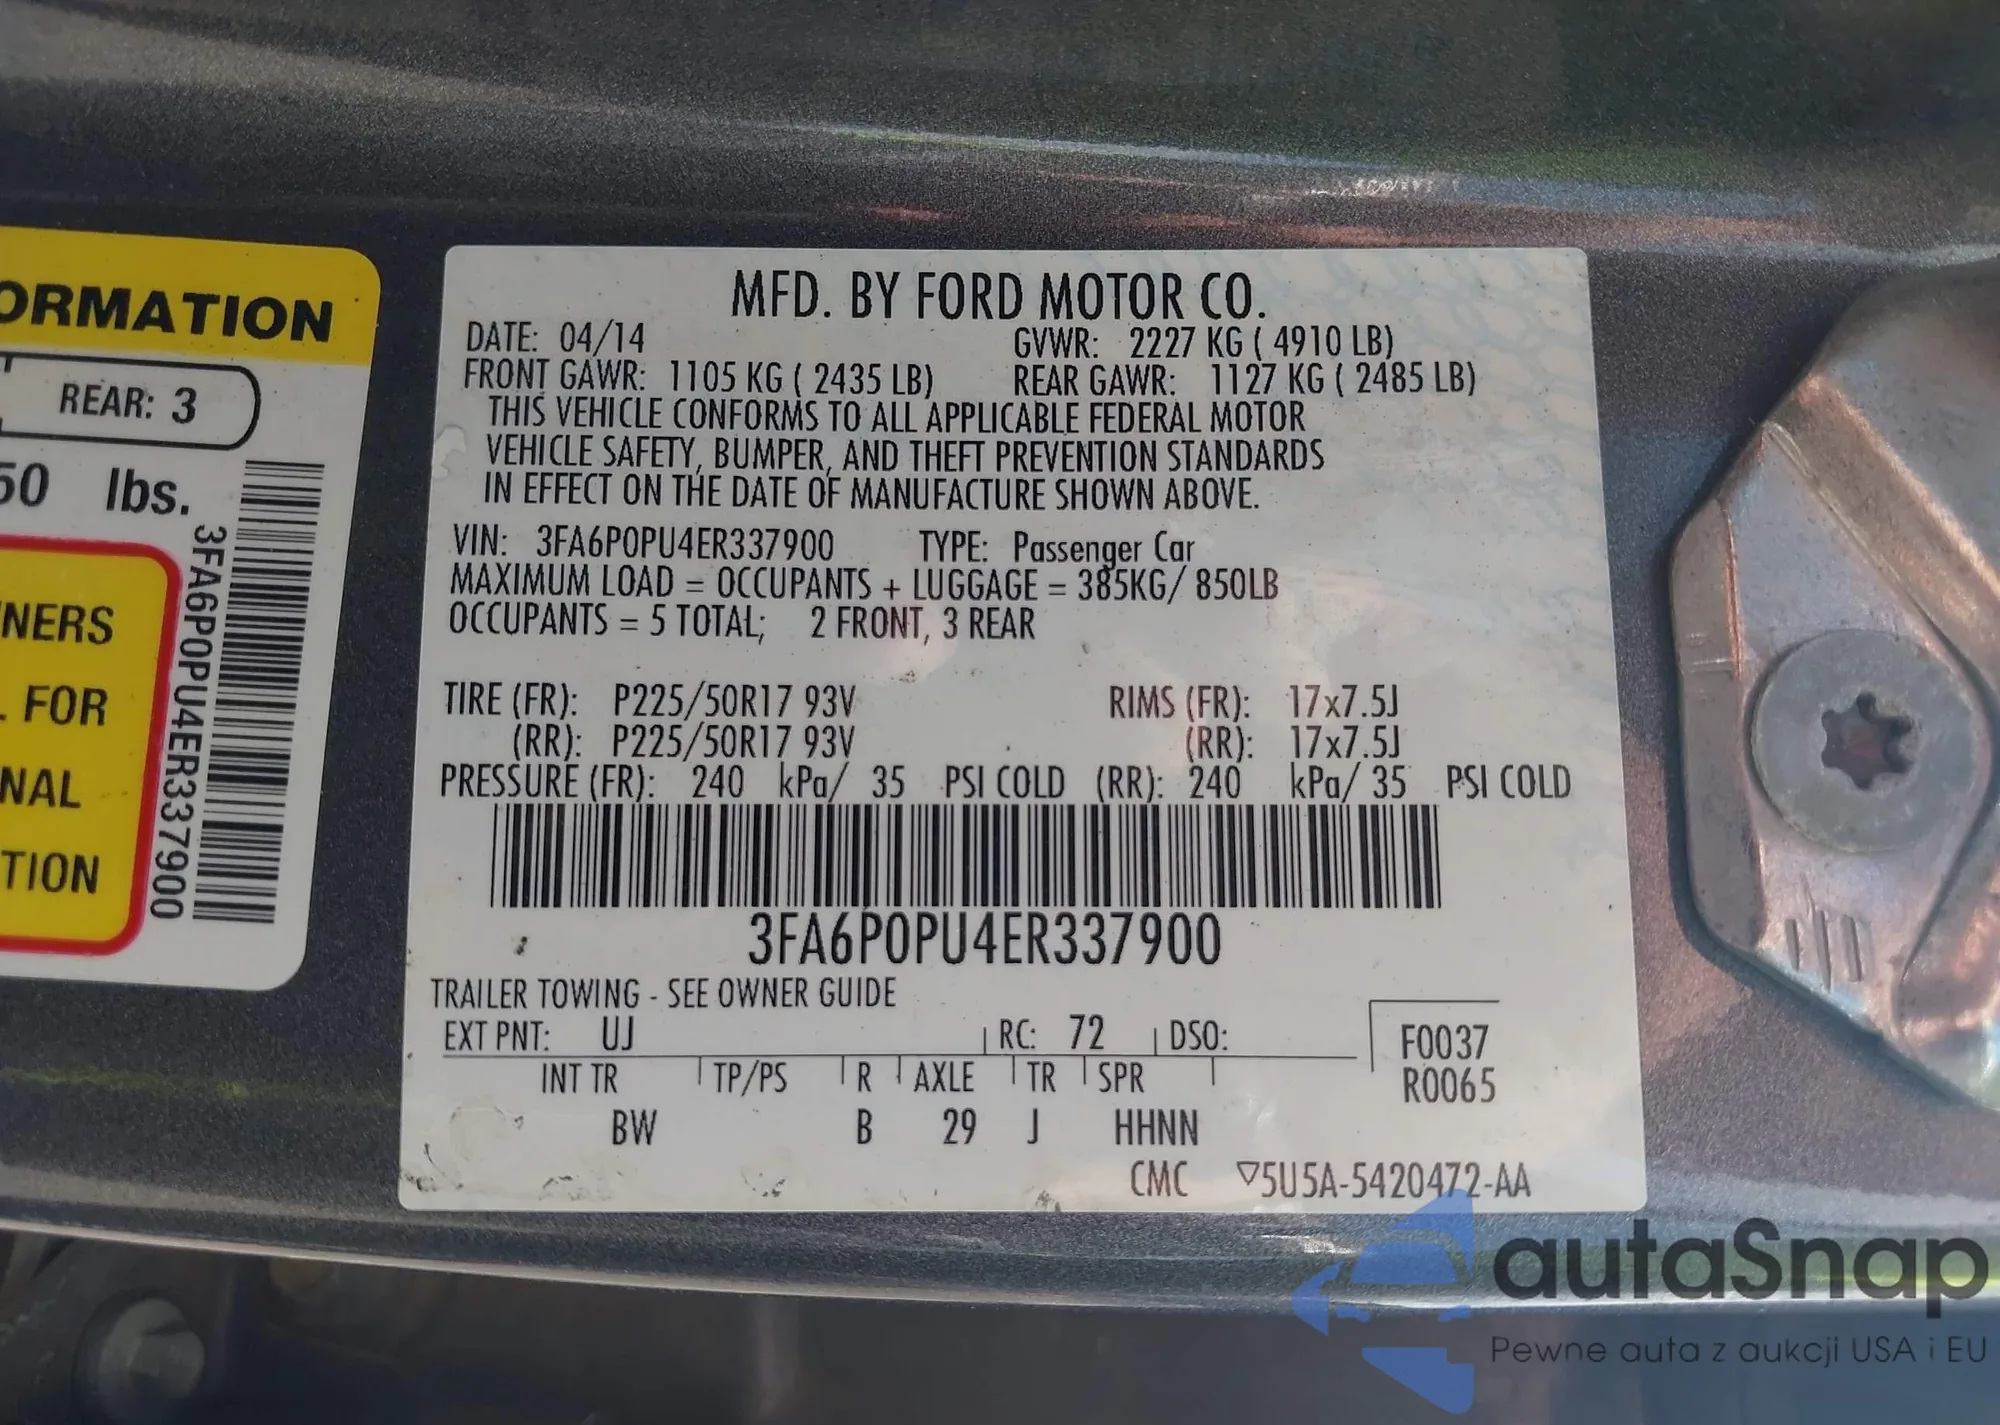 ORMATION
REAR: 3
50 lbs.
3FA6P0PU4ER337900
NERS
FOR
NAL
TION
MFD. BY FORD MOTOR CO.
DATE: 04/14 GVWR: 2227 KG ( 4910 LB)
FRONT GAWR: 1105 KG ( 2435 LB) REAR GAWR: 1127 KG ( 2485 LB)
THIS VEHICLE CONFORMS TO ALL APPLICABLE FEDERAL MOTOR
VEHICLE SAFETY, BUMPER, AND THEFT PREVENTION STANDARDS
IN EFFECT ON THE DATE OF MANUFACTURE SHOWN ABOVE.
VIN: 3FA6P0PU4ER337900 TYPE: Passenger Car
MAXIMUM LOAD = OCCUPANTS + LUGGAGE = 385KG/ 850LB
OCCUPANTS = 5 TOTAL; 2 FRONT, 3 REAR
TIRE (FR): P225/50R17 93V RIMS (FR): 17x7.5J
(RR): P225/50R17 93V (RR): 17x7.5J
PRESSURE (FR): 240 kPa/ 35 PSI COLD (RR): 240 kPa/ 35 PSI COLD
3FA6P0PU4ER337900
TRAILER TOWING - SEE OWNER GUIDE
EXT PNT: UJ RC: 72 DSO: F0037
INT TR TP/PS R AXLE TR SPR R0065
BW B 29 J HHNN
CMC ▽5U5A-5420472-AA
autaSnap
Pewne auta z aukcji USA i EU